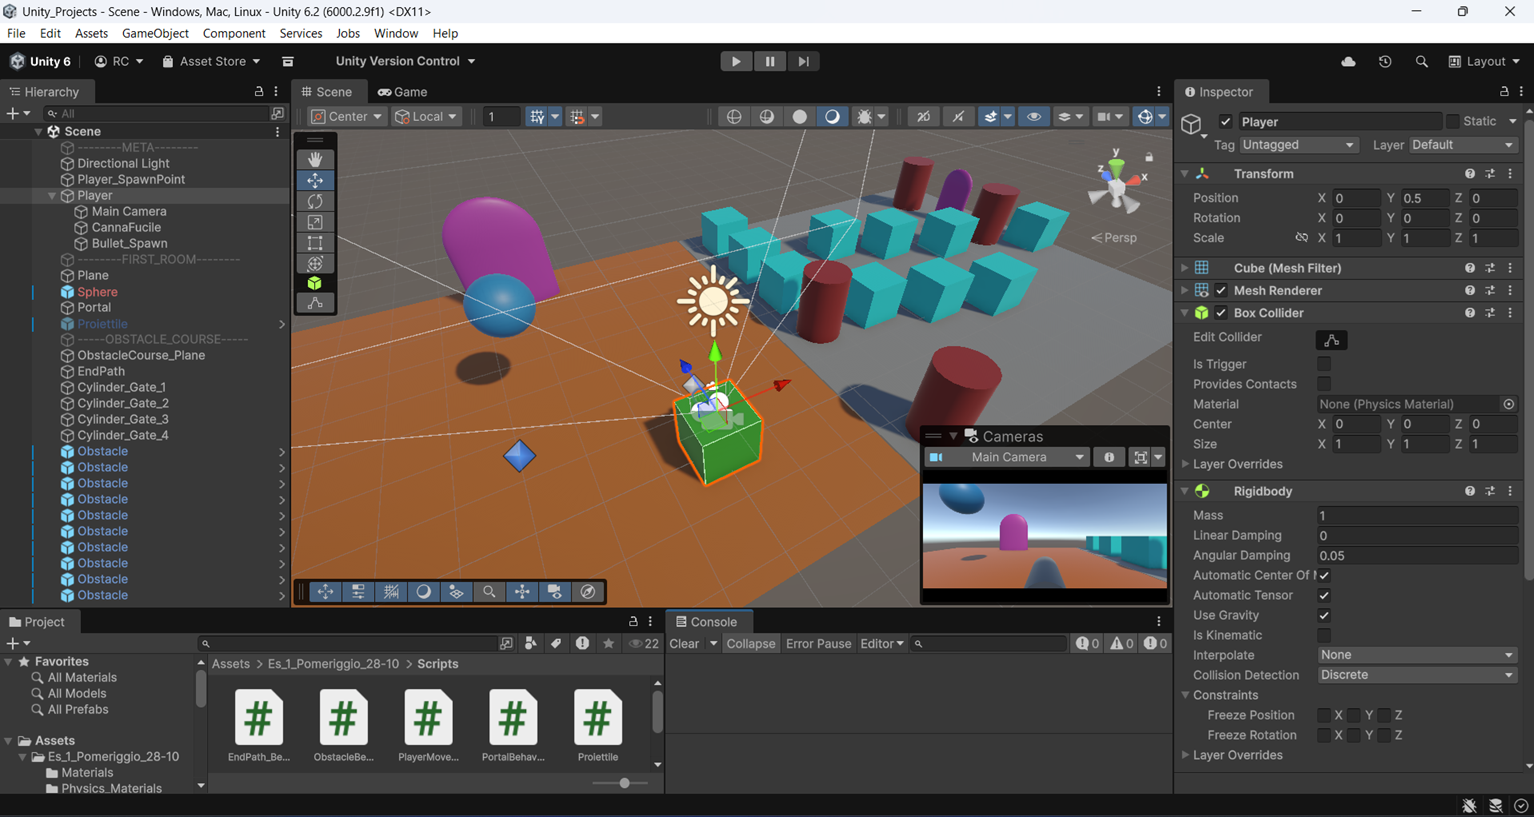 Unity_Projects - Scene - Windows, Mac, Linux - Unity 6.2 (6000.2.9f1) <DX11>
File Edit Assets GameObject Component Services Jobs Window Help
Unity 6 RC Asset Store Unity Version Control Layout
Hierarchy
All
Scene
--------META--------
Directional Light
Player_SpawnPoint
Player
Main Camera
CannaFucile
Bullet_Spawn
--------FIRST_ROOM--------
Plane
Sphere
Portal
Proiettile
-----OBSTACLE_COURSE-----
ObstacleCourse_Plane
EndPath
Cylinder_Gate_1
Cylinder_Gate_2
Cylinder_Gate_3
Cylinder_Gate_4
Obstacle
Obstacle
Obstacle
Obstacle
Obstacle
Obstacle
Obstacle
Obstacle
Obstacle
Obstacle
Scene Game
Center Local 1
y
z x
Persp
Cameras
Main Camera
Inspector
Player Static
Tag Untagged Layer Default
Transform
Position X 0 Y 0.5 Z 0
Rotation X 0 Y 0 Z 0
Scale X 1 Y 1 Z 1
Cube (Mesh Filter)
Mesh Renderer
Box Collider
Edit Collider
Is Trigger
Provides Contacts
Material None (Physics Material)
Center X 0 Y 0 Z 0
Size X 1 Y 1 Z 1
Layer Overrides
Rigidbody
Mass 1
Linear Damping 0
Angular Damping 0.05
Automatic Center Of
Automatic Tensor
Use Gravity
Is Kinematic
Interpolate None
Collision Detection Discrete
Constraints
Freeze Position X Y Z
Freeze Rotation X Y Z
Layer Overrides
Project
22
Favorites
All Materials
All Models
All Prefabs
Assets
Es_1_Pomeriggio_28-10
Materials
Physics_Materials
Assets > Es_1_Pomeriggio_28-10 > Scripts
EndPath_Be... ObstacleBe... PlayerMove... PortalBehav... Proiettile
Console
Clear Collapse Error Pause Editor 0 0 0